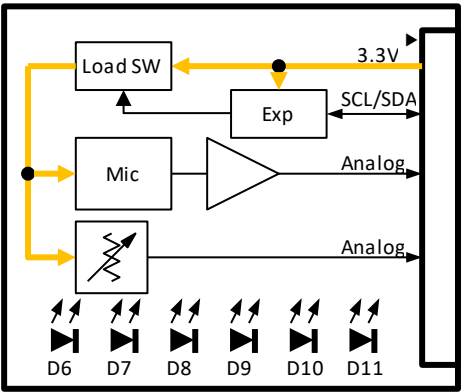 3.3V
Load SW
SCL/SDA
Exp
Analog
Mic
Analog
D6 D7 D8 D9 D10 D11